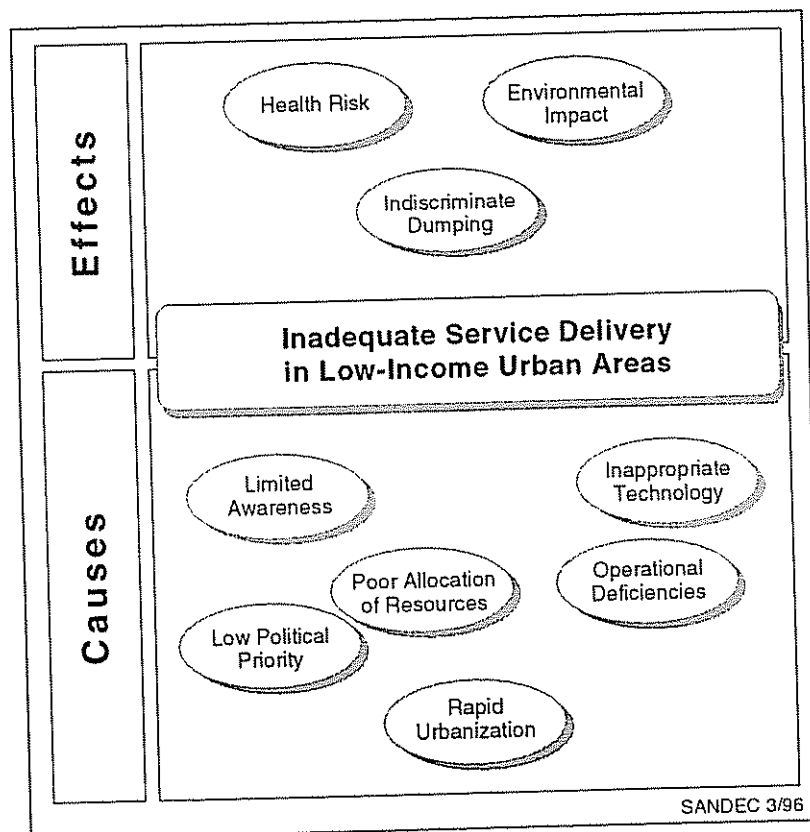 Effects
Health Risk
Environmental
Impact
Indiscriminate
Dumping
Inadequate Service Delivery
in Low-Income Urban Areas
Causes
Limited
Awareness
Inappropriate
Technology
Poor Allocation
of Resources
Operational
Deficiencies
Low Political
Priority
Rapid
Urbanization
SANDEC 3/96